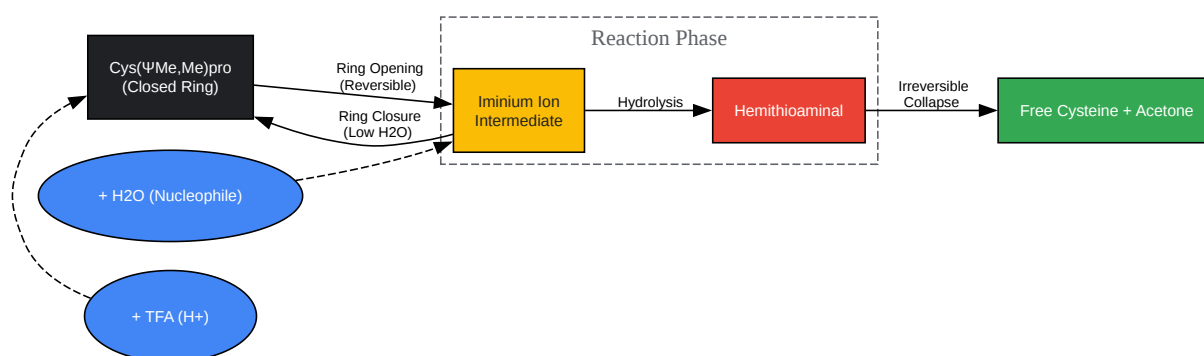 Reaction Phase
Cys(ΨMe,Me)pro
(Closed Ring)
Ring Opening
(Reversible)
Ring Closure
(Low H2O)
Iminium Ion
Intermediate
Hydrolysis
Hemithioaminal
Irreversible
Collapse
Free Cysteine + Acetone
+ H2O (Nucleophile)
+ TFA (H+)